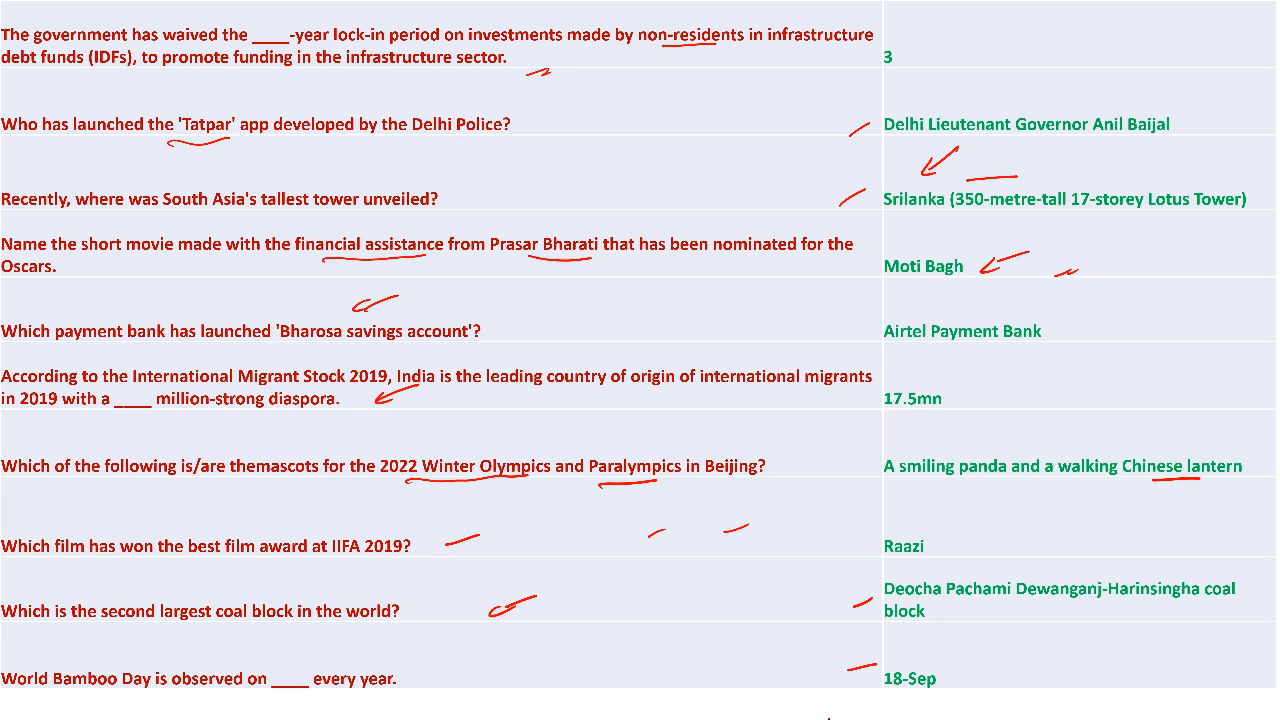 The government has waived the ____-year lock-in period on investments made by non-residents in infrastructure
debt funds (IDFs), to promote funding in the infrastructure sector.
3
Who has launched the 'Tatpar' app developed by the Delhi Police?
Delhi Lieutenant Governor Anil Baijal
Recently, where was South Asia's tallest tower unveiled?
Srilanka (350-metre-tall 17-storey Lotus Tower)
Name the short movie made with the financial assistance from Prasar Bharati that has been nominated for the
Oscars.
Moti Bagh
Which payment bank has launched 'Bharosa savings account'?
Airtel Payment Bank
According to the International Migrant Stock 2019, India is the leading country of origin of international migrants
in 2019 with a ____ million-strong diaspora.
17.5mn
Which of the following is/are themascots for the 2022 Winter Olympics and Paralympics in Beijing?
A smiling panda and a walking Chinese lantern
Which film has won the best film award at IIFA 2019?
Raazi
Which is the second largest coal block in the world?
Deocha Pachami Dewanganj-Harinsingha coal
block
World Bamboo Day is observed on ____ every year.
18-Sep